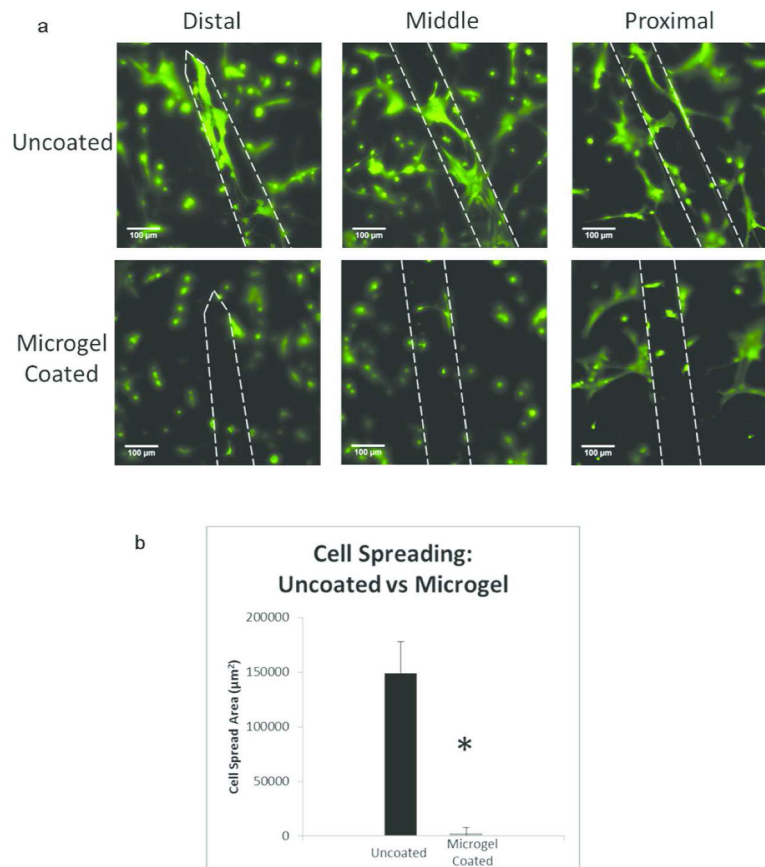 a
Distal Middle Proximal
Uncoated
100 µm 100 µm 100 µm
Microgel
Coated
100 µm 100 µm 100 µm
b
Cell Spreading:
Uncoated vs Microgel
Cell Spread Area (µm²)
200000
150000
100000
50000
0
*
Uncoated
Microgel
Coated